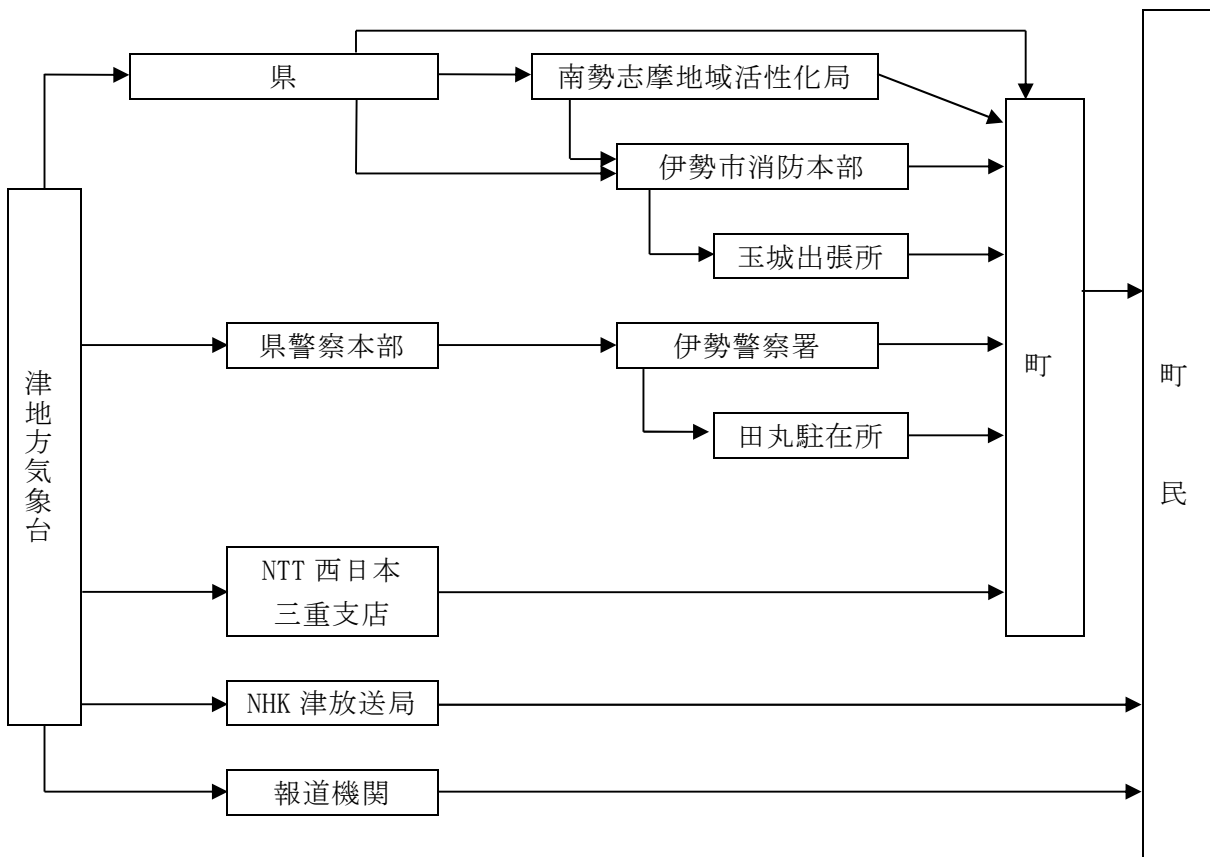 県
南勢志摩地域活性化局
伊勢市消防本部
玉城出張所
県警察本部
伊勢警察署
田丸駐在所
津地方気象台
NTT 西日本
三重支店
NHK 津放送局
報道機関
町
町民